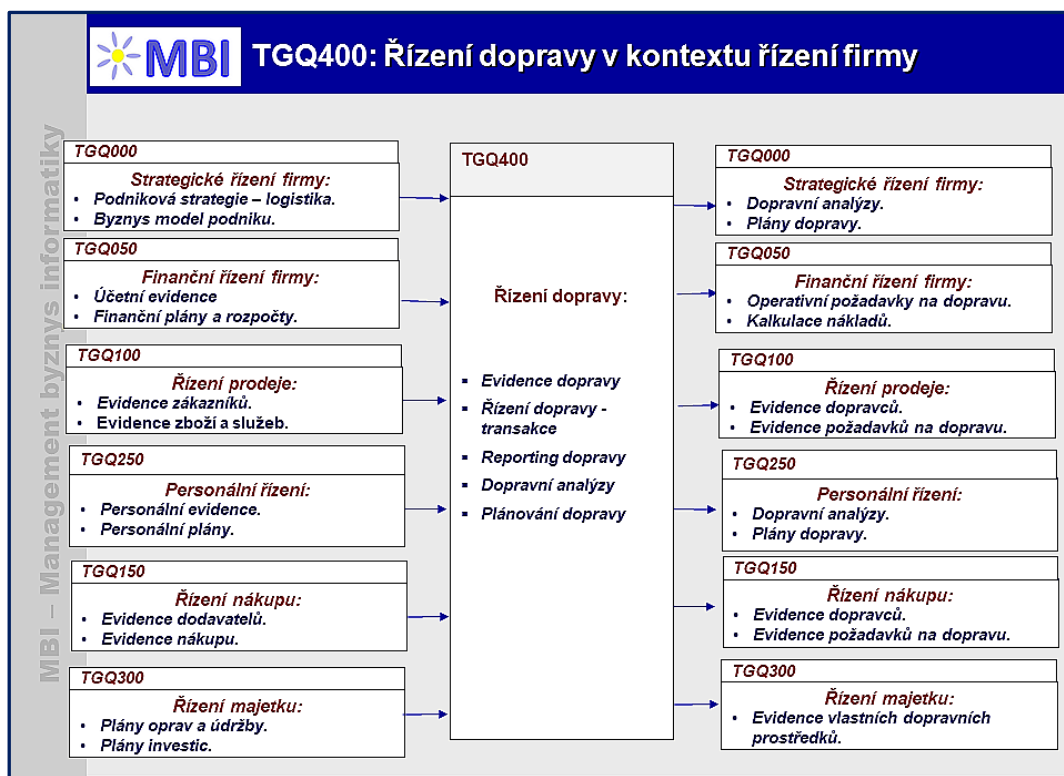 MBI
TGQ400: Řízení dopravy v kontextu řízení firmy
MBI – Management byznys informatiky
TGQ000
Strategické řízení firmy:
• Podniková strategie – logistika.
• Byznys model podniku.
TGQ050
Finanční řízení firmy:
• Účetní evidence
• Finanční plány a rozpočty.
TGQ100
Řízení prodeje:
• Evidence zákazníků.
• Evidence zboží a služeb.
TGQ250
Personální řízení:
• Personální evidence.
• Personální plány.
TGQ150
Řízení nákupu:
• Evidence dodavatelů.
• Evidence nákupu.
TGQ300
Řízení majetku:
• Plány oprav a údržby.
• Plány investic.
TGQ400
Řízení dopravy:
▪ Evidence dopravy
▪ Řízení dopravy -
transakce
▪ Reporting dopravy
▪ Dopravní analýzy
▪ Plánování dopravy
TGQ000
Strategické řízení firmy:
• Dopravní analýzy.
• Plány dopravy.
TGQ050
Finanční řízení firmy:
• Operativní požadavky na dopravu.
• Kalkulace nákladů.
TGQ100
Řízení prodeje:
• Evidence dopravců.
• Evidence požadavků na dopravu.
TGQ250
Personální řízení:
• Dopravní analýzy.
• Plány dopravy.
TGQ150
Řízení nákupu:
• Evidence dopravců.
• Evidence požadavků na dopravu.
TGQ300
Řízení majetku:
• Evidence vlastních dopravních
prostředků.